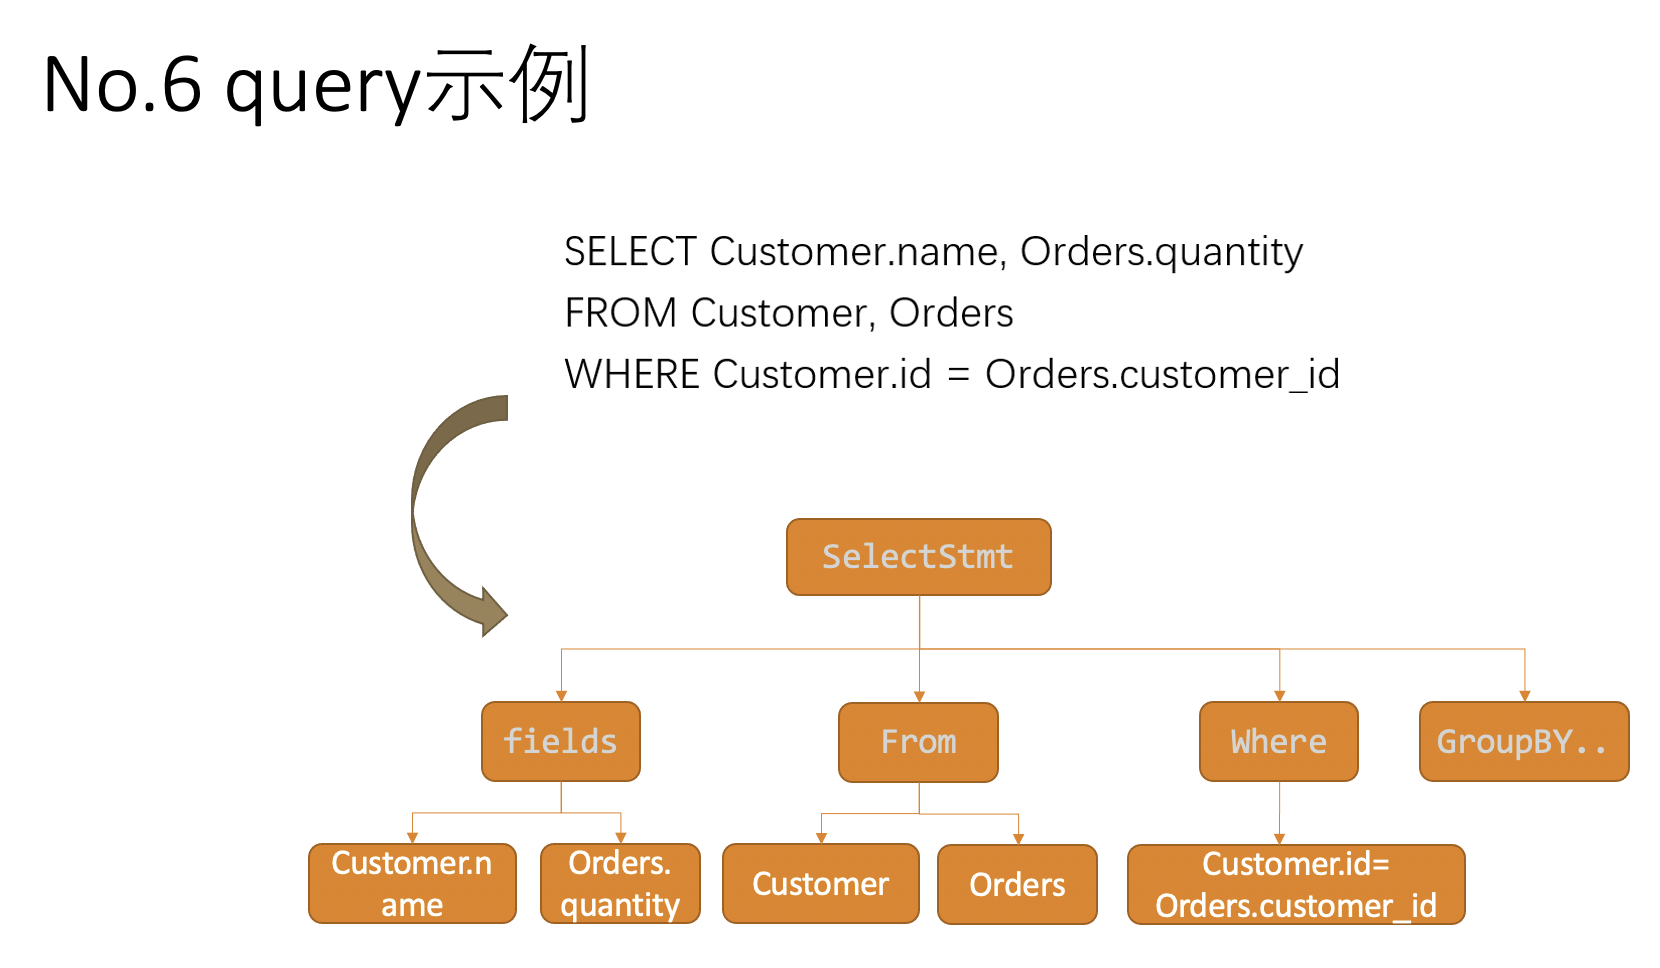 No.6 query示例
SELECT Customer.name, Orders.quantity
FROM Customer, Orders
WHERE Customer.id = Orders.customer_id
SelectStmt
fields
From
Where
GroupBY..
Customer.n
ame
Orders.
quantity
Customer
Orders
Customer.id=
Orders.customer_id